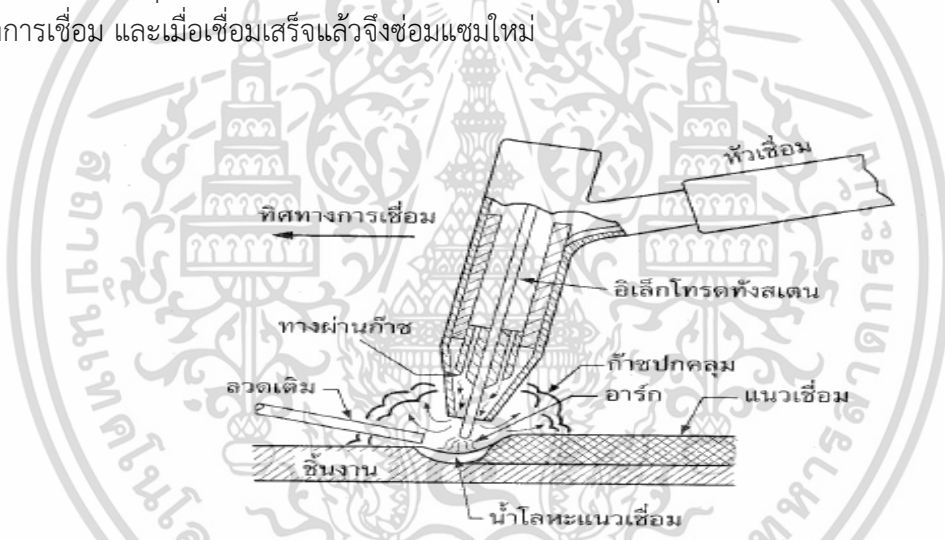 การเชื่อม และเมื่อเชื่อมเสร็จแล้วจึงซ่อมแซมใหม่
หัวเชื่อม
ทิศทางการเชื่อม
อิเล็กโทรดทังสเตน
ทางผ่านก๊าซ
ก๊าซปกคลุม
ลวดเติม
อาร์ก
แนวเชื่อม
ชิ้นงาน
น้ำโลหะแนวเชื่อม